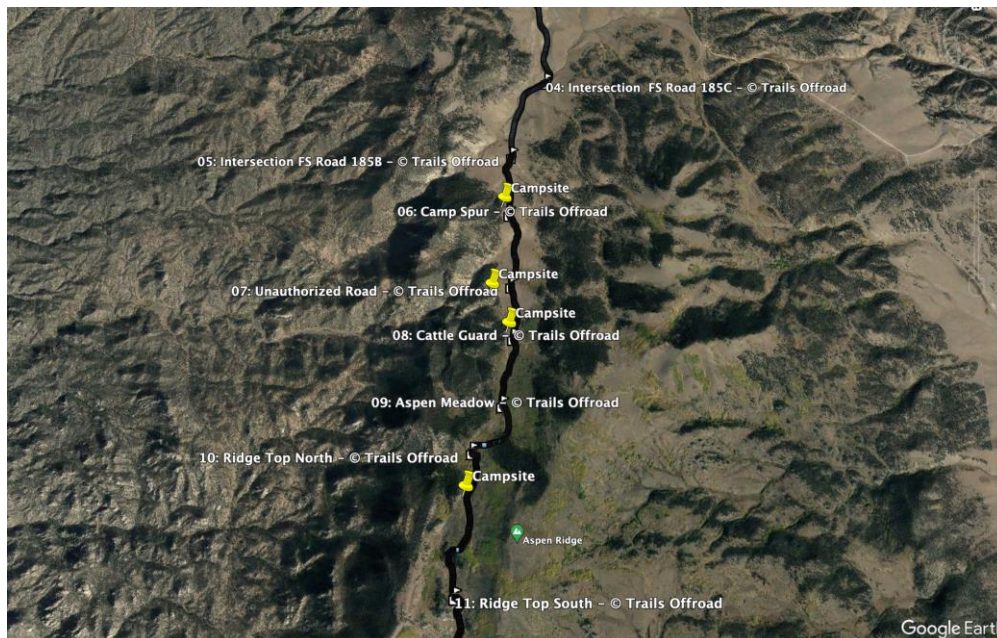 04: Intersection  FS Road 185C – © Trails Offroad
05: Intersection FS Road 185B – © Trails Offroad
Campsite
06: Camp Spur – © Trails Offroad
Campsite
07: Unauthorized Road – © Trails Offroad
Campsite
08: Cattle Guard – © Trails Offroad
09: Aspen Meadow – © Trails Offroad
10: Ridge Top North – © Trails Offroad
Campsite
Aspen Ridge
11: Ridge Top South – © Trails Offroad
Google Eart